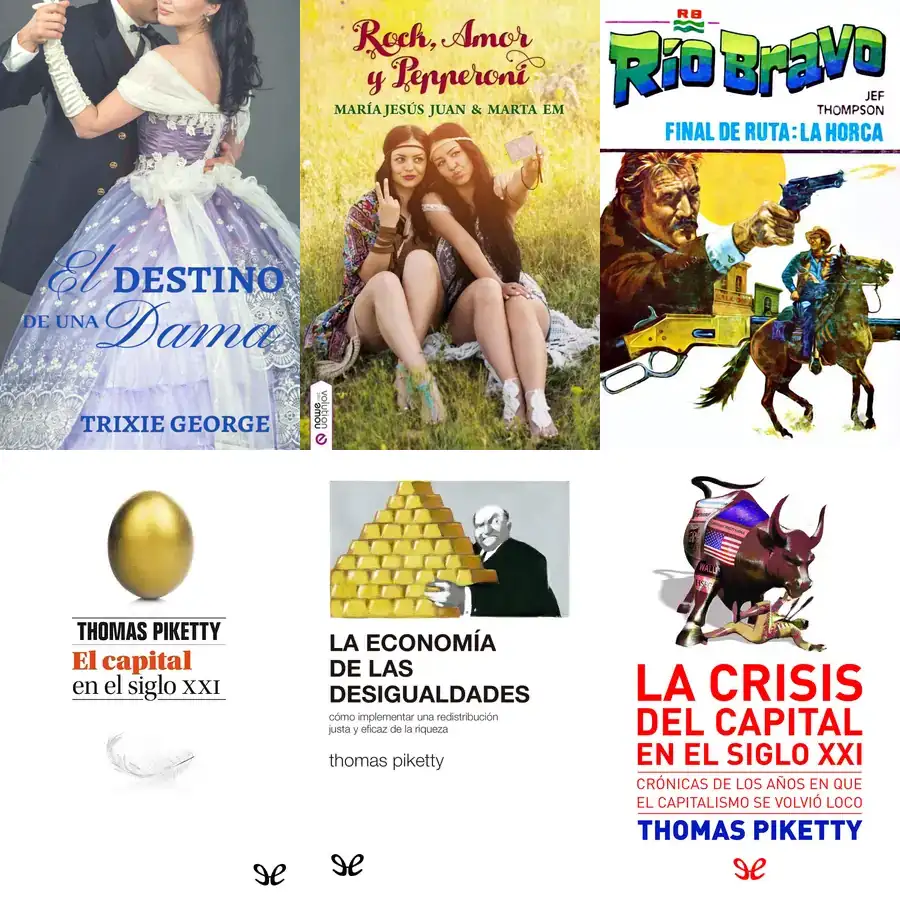 El DESTINO
DE UNA Dama
TRIXIE GEORGE
Rock, Amor
y Pepperoni
MARÍA JESÚS JUAN & MARTA EM
nowe volution
RB
Río Bravo
JEF
THOMPSON
FINAL DE RUTA: LA HORCA
THOMAS PIKETTY
El capital
en el siglo XXI
LA ECONOMÍA
DE LAS
DESIGUALDADES
cómo implementar una redistribución
justa y eficaz de la riqueza
thomas piketty
WALL
LA CRISIS
DEL CAPITAL
EN EL SIGLO XXI
CRÓNICAS DE LOS AÑOS EN QUE
EL CAPITALISMO SE VOLVIÓ LOCO
THOMAS PIKETTY